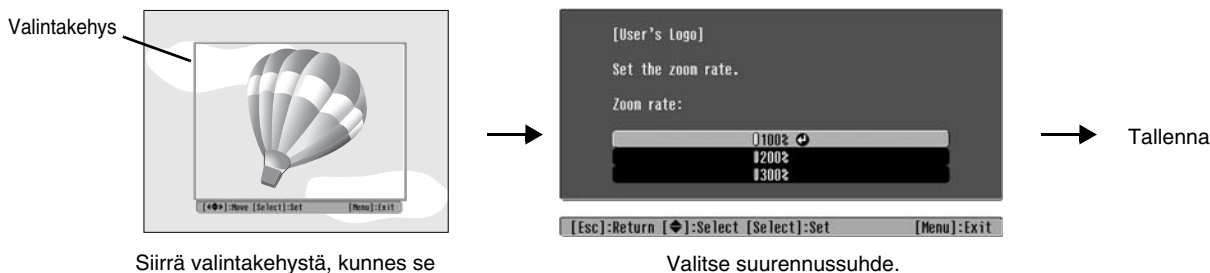 Valintakehys
[User's Logo]
Set the zoom rate.
Zoom rate:
100%
200%
300%
Tallenna
[Menu]:Exit
[Select]:Set
:Move
[Esc]:Return [ ]:Select [Select]:Set [Menu]:Exit
Siirrä valintakehystä, kunnes se
Valitse suurennussuhde.